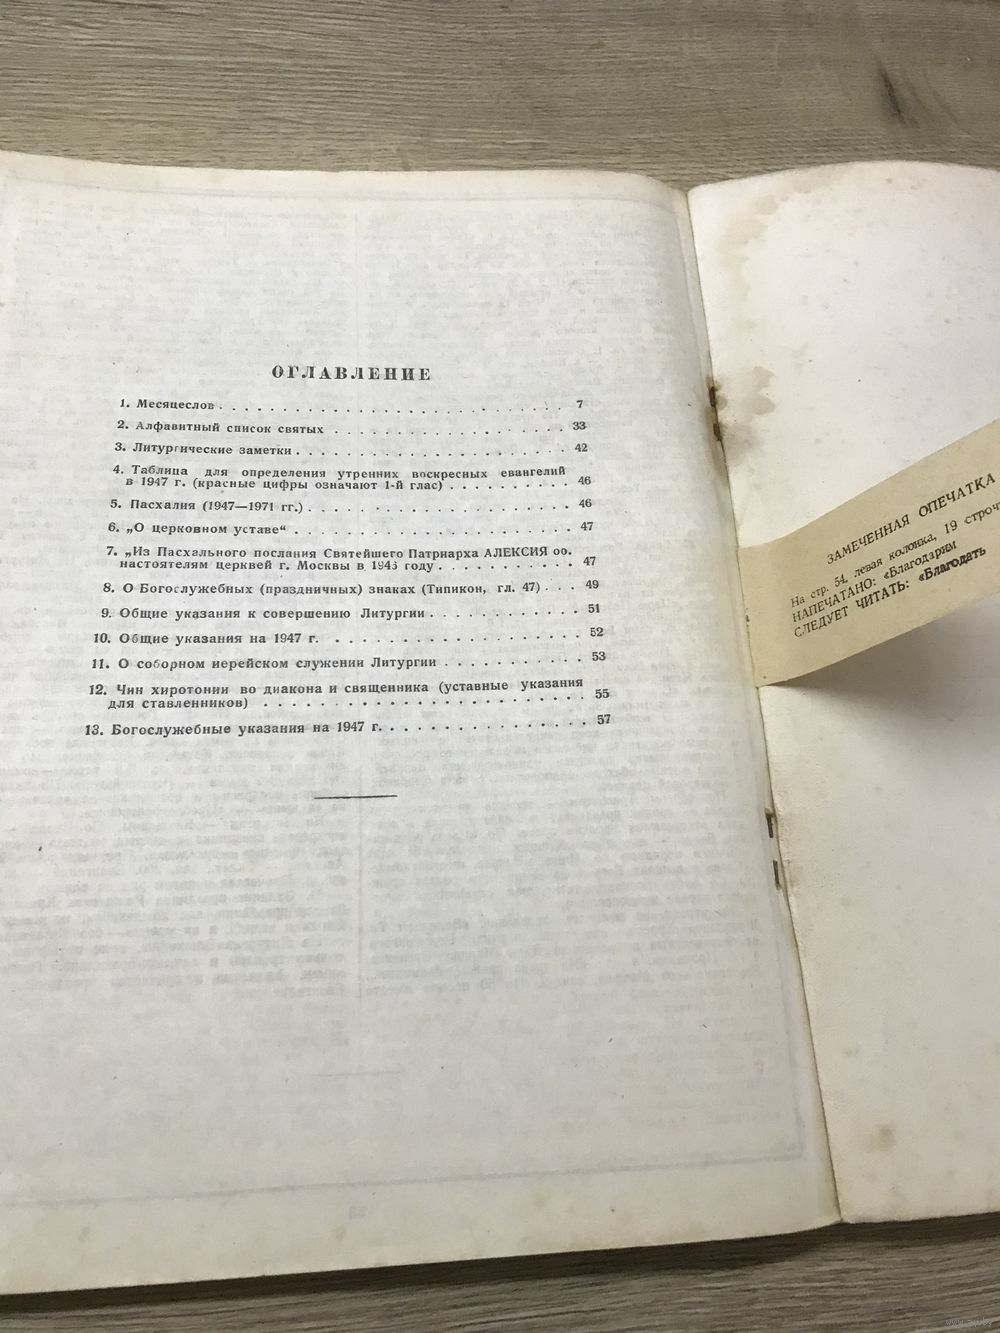 ОГЛАВЛЕНИЕ
1. Месяцеслов . . . . . . . . . . . . . . . . . . . . . . . . . . . . 7
2. Алфавитный список святых . . . . . . . . . . . . . . . . . . . 33
3. Литургические заметки . . . . . . . . . . . . . . . . . . . . . . 42
4. Таблица для определения утренних воскресных евангелий
в 1947 г. (красные цифры означают 1-й глас) . . . . . . . . . . 46
5. Пасхалия (1947—1971 гг.) . . . . . . . . . . . . . . . . . . . . . 46
6. „О церковном уставе“ . . . . . . . . . . . . . . . . . . . . . . 47
7. „Из Пасхального послания Святейшего Патриарха АЛЕКСИЯ оо.
настоятелям церквей г. Москвы в 1946 году . . . . . . . . . . . 47
8. О Богослужебных (праздничных) знаках (Типикон, гл. 47) . . . 49
9. Общие указания к совершению Литургии . . . . . . . . . . . . 51
10. Общие указания на 1947 г. . . . . . . . . . . . . . . . . . . . . 52
11. О соборном иерейском служении Литургии . . . . . . . . . . . 53
12. Чин хиротонии во диакона и священника (уставные указания
для ставленников) . . . . . . . . . . . . . . . . . . . . . . . . 55
13. Богослужебные указания на 1947 г. . . . . . . . . . . . . . . . . 57
ЗАМЕЧЕННАЯ ОПЕЧАТКА
На стр. 54, левая колонка, 19 строч
НАПЕЧАТАНО: «Благодарим
СЛЕДУЕТ ЧИТАТЬ: «Благодать